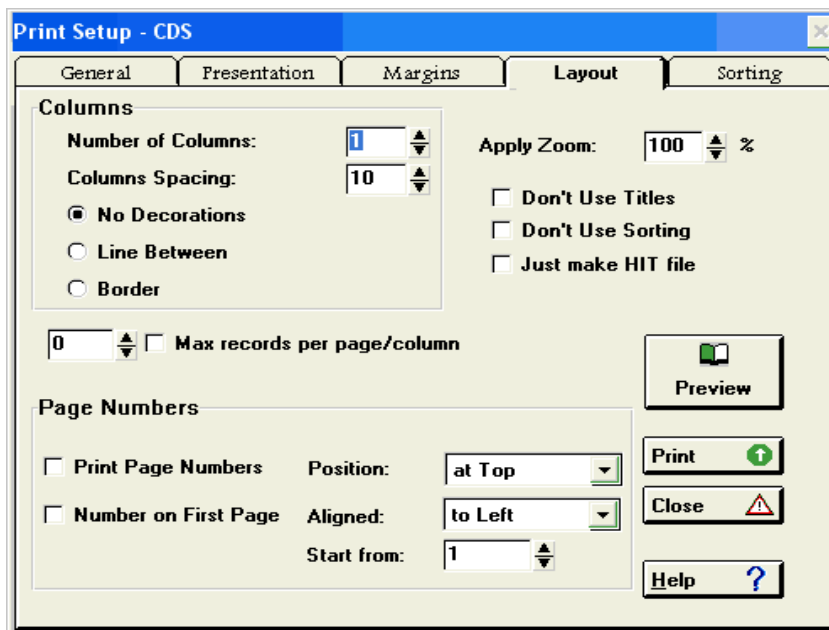 Print Setup - CDS
General Presentation Margins Layout Sorting
Columns
Number of Columns: 1
Apply Zoom: 100 %
Columns Spacing: 10
No Decorations
Don't Use Titles
Line Between
Don't Use Sorting
Border
Just make HIT file
0 Max records per page/column
Preview
Page Numbers
Print Page Numbers Position: at Top
Print
Number on First Page Aligned: to Left
Close
Start from: 1
Help ?